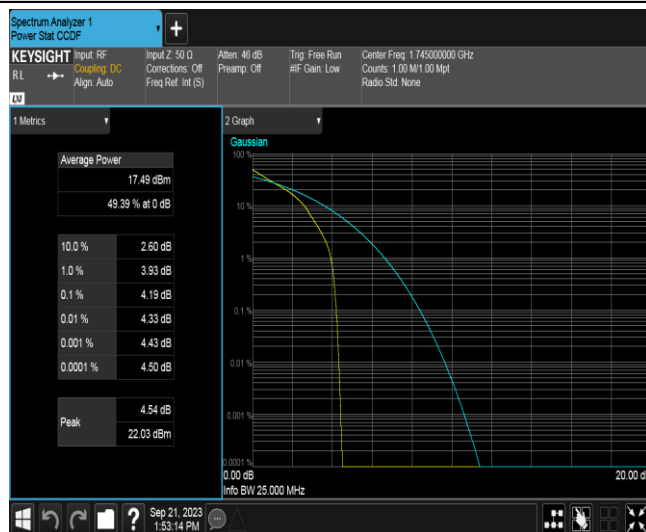 Spectrum Analyzer 1
Power Stat CCDF
+
KEYSIGHT
RL
LXI
Input: RF
Coupling: DC
Align: Auto
Input Z: 50 Ω
Corrections: Off
Freq Ref: Int (S)
Atten: 46 dB
Preamp: Off
Trig: Free Run
#IF Gain: Low
Center Freq: 1.745000000 GHz
Counts: 1.00 M/1.00 Mpt
Radio Std: None
1 Metrics
Average Power
17.49 dBm
49.39 % at 0 dB
10.0 % 2.60 dB
1.0 % 3.93 dB
0.1 % 4.19 dB
0.01 % 4.33 dB
0.001 % 4.43 dB
0.0001 % 4.50 dB
Peak
4.54 dB
22.03 dBm
2 Graph
Gaussian
100 %
10 %
1 %
0.1 %
0.01 %
0.001 %
0.0001 %
0.00 dB
20.00 d
Info BW 25.000 MHz
?
Sep 21, 2023
1:53:14 PM